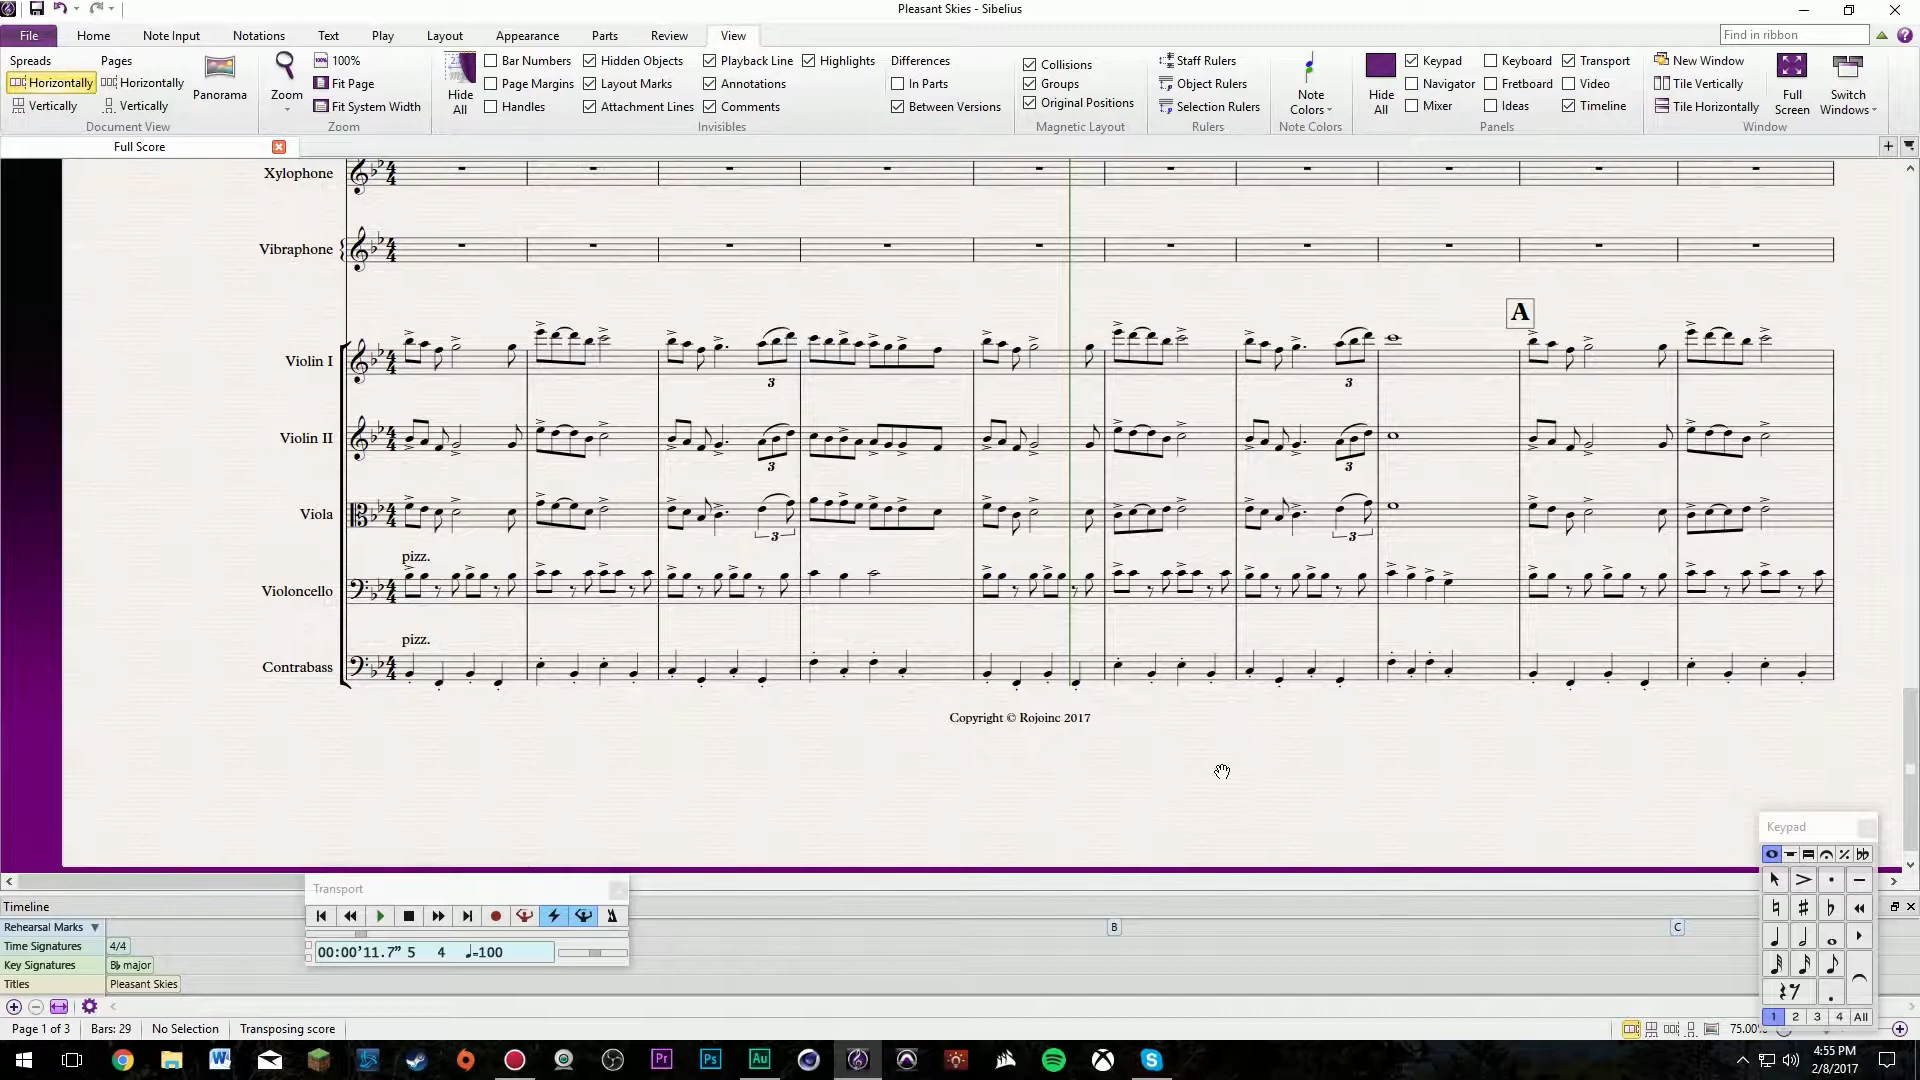 Pleasant Skies - Sibelius
File Home Note Input Notations Text Play Layout Appearance Parts Review View Find in ribbon
Spreads Pages 100% Bar Numbers Hidden Objects Playback Line Highlights Differences Collisions Staff Rulers Keypad Keyboard Transport New Window
Horizontally Horizontally Fit Page Page Margins Layout Marks Annotations In Parts Groups Object Rulers Navigator Fretboard Video Tile Vertically
Panorama Zoom Hide All Note Colors Hide All Full Screen Switch Windows
Vertically Vertically Fit System Width Handles Attachment Lines Comments Between Versions Original Positions Selection Rulers Mixer Ideas Timeline Tile Horizontally
Document View Zoom Invisibles Magnetic Layout Rulers Note Colors Panels Window
Full Score
Xylophone
Vibraphone
A
Violin I
3 3
Violin II
3 3
Viola
3 3
pizz.
Violoncello
pizz.
Contrabass
Copyright © Rojoinc 2017
Keypad
Transport
00:00'11.7" 5 4 ♩=100
Timeline
Rehearsal Marks B C
Time Signatures 4/4
Key Signatures B♭ major
Titles Pleasant Skies
1 2 3 4 All
Page 1 of 3 Bars: 29 No Selection Transposing score 75.00%
Pr Ps Au
4:55 PM
2/8/2017